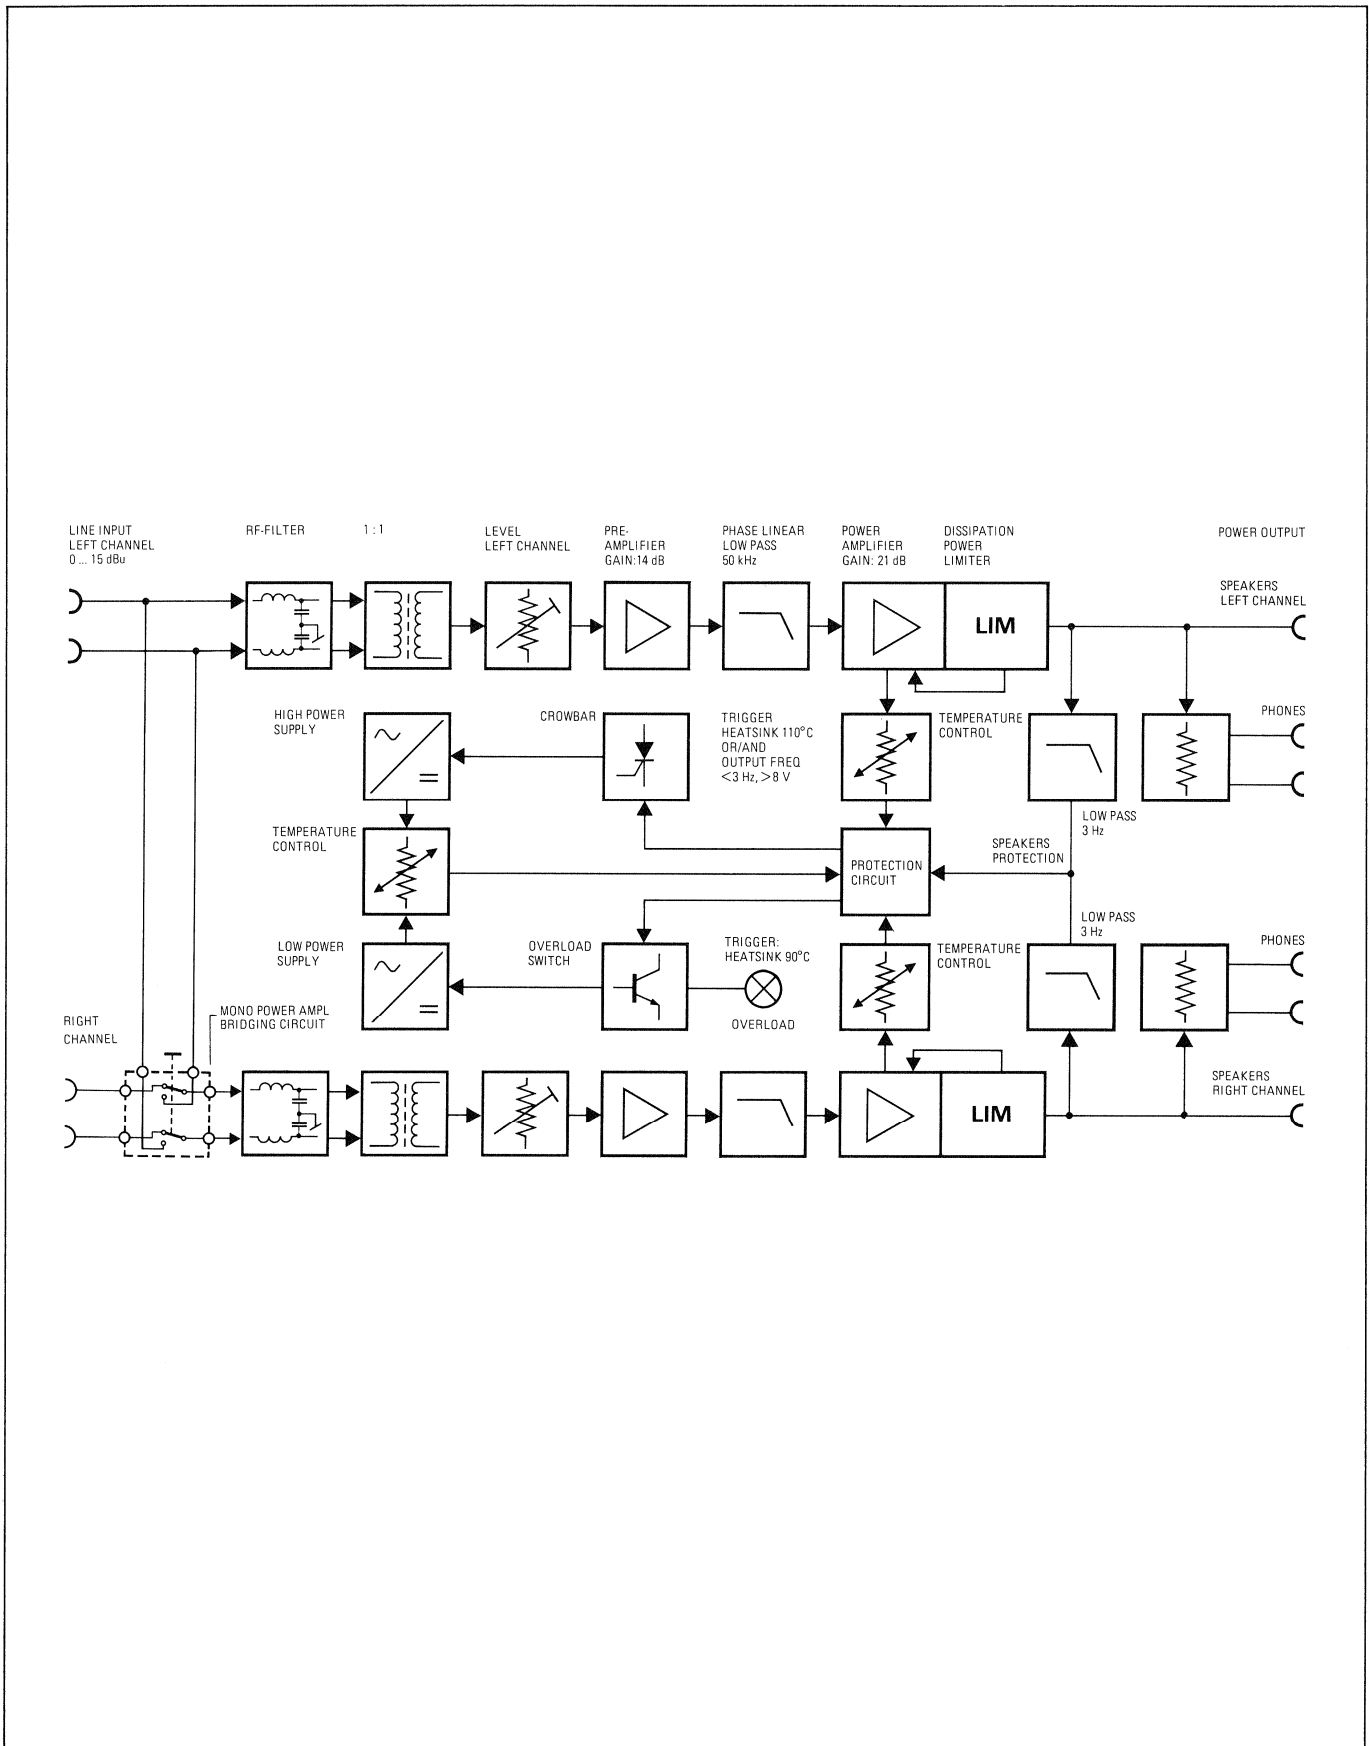 LINE INPUT
LEFT CHANNEL
0 ... 15 dBu
RF-FILTER
1 : 1
LEVEL
LEFT CHANNEL
PRE-
AMPLIFIER
GAIN:14 dB
PHASE LINEAR
LOW PASS
50 kHz
POWER
AMPLIFIER
GAIN: 21 dB
DISSIPATION
POWER
LIMITER
POWER OUTPUT
SPEAKERS
LEFT CHANNEL
LIM
HIGH POWER
SUPPLY
CROWBAR
TRIGGER
HEATSINK 110°C
OR/AND
OUTPUT FREQ
<3 Hz, >8 V
TEMPERATURE
CONTROL
PHONES
LOW PASS
3 Hz
TEMPERATURE
CONTROL
SPEAKERS
PROTECTION
PROTECTION
CIRCUIT
LOW PASS
3 Hz
LOW POWER
SUPPLY
OVERLOAD
SWITCH
TRIGGER:
HEATSINK 90°C
OVERLOAD
TEMPERATURE
CONTROL
PHONES
RIGHT
CHANNEL
MONO POWER AMPL
BRIDGING CIRCUIT
SPEAKERS
RIGHT CHANNEL
LIM